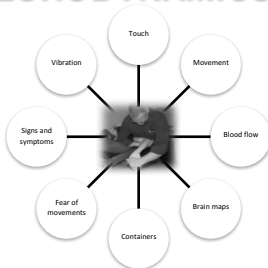 Touch
Movement
Blood flow
Brain maps
Containers
Fear of
movements
Signs and
symptoms
Vibration